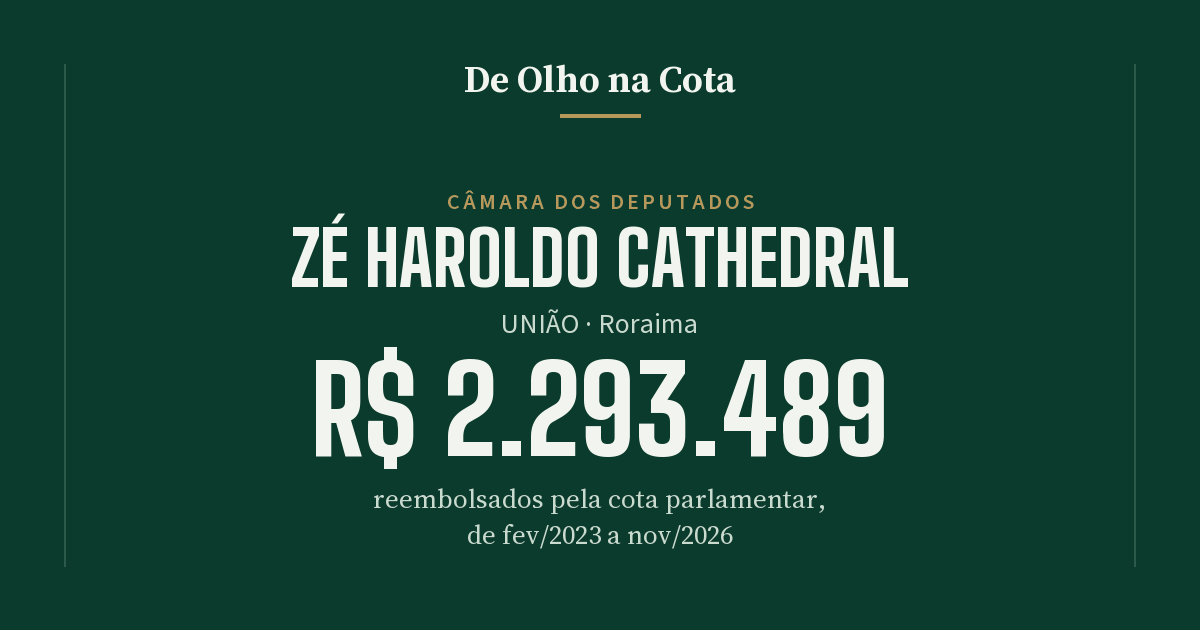 De Olho na Cota
CÂMARA DOS DEPUTADOS
ZÉ HAROLDO CATHEDRAL
UNIÃO · Roraima
R$ 2.293.489
reembolsados pela cota parlamentar,
de fev/2023 a nov/2026